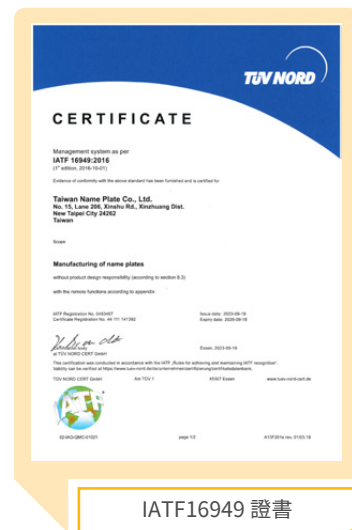 TÜV NORD
CERTIFICATE
Management system as per
IATF 16949:2016
(1st edition, 2016-10-01)
Evidence of conformity with the above standard has been furnished and is certified for
Taiwan Name Plate Co., Ltd.
No. 15, Lane 206, Xinshu Rd., Xinzhuang Dist.
New Taipei City 24262
Taiwan
Scope
Manufacturing of name plates
without product design responsibility (according to section 8.3)
with the remote functions according to appendix
IATF Registration No. 0483467
Certificate Registration No. 44 111 141392
Issue date: 2023-09-16
Expiry date:
Essen, 2023-09-16
at TÜV NORD CERT GmbH
This certification was conducted in accordance with the IATF „Rules for achieving and maintaining IATF recognition".
TÜV NORD CERT GmbH
Am TÜV 1
45307 Essen
www.tuev-nord-cert.de
page 1/2
IATF16949 證書